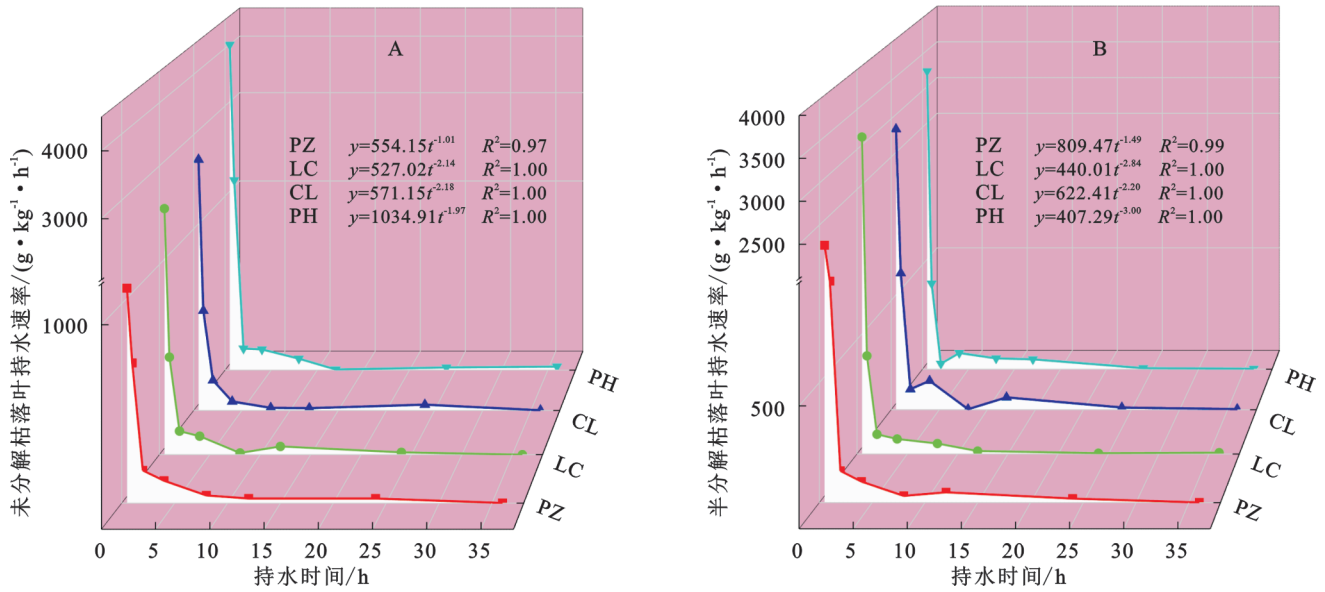 A
未分解枯落叶持水速率/(g•kg⁻¹•h⁻¹)
4000
3000
1000
PZ y=554.15t⁻¹·⁰¹ R²=0.97
LC y=527.02t⁻²·¹⁴ R²=1.00
CL y=571.15t⁻²·¹⁸ R²=1.00
PH y=1034.91t⁻¹·⁹⁷ R²=1.00
PH
CL
LC
PZ
0 5 10 15 20 25 30 35
持水时间/h
B
半分解枯落叶持水速率/(g•kg⁻¹•h⁻¹)
4000
3500
3000
2500
500
PZ y=809.47t⁻¹·⁴⁹ R²=0.99
LC y=440.01t⁻²·⁸⁴ R²=1.00
CL y=622.41t⁻²·²⁰ R²=1.00
PH y=407.29t⁻³·⁰⁰ R²=1.00
PH
CL
LC
PZ
0 5 10 15 20 25 30 35
持水时间/h